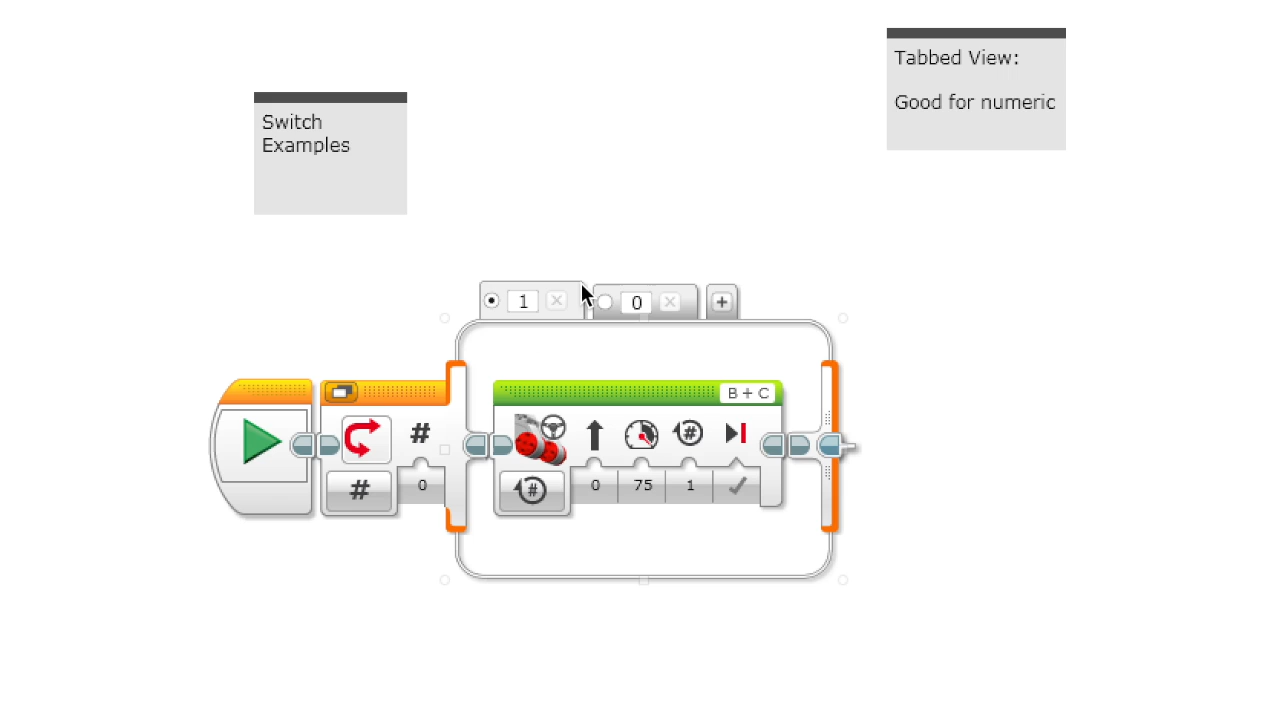 Tabbed View:
Good for numeric
Switch
Examples
1
0
+
B + C
#
#
0
#
#
0
75
1